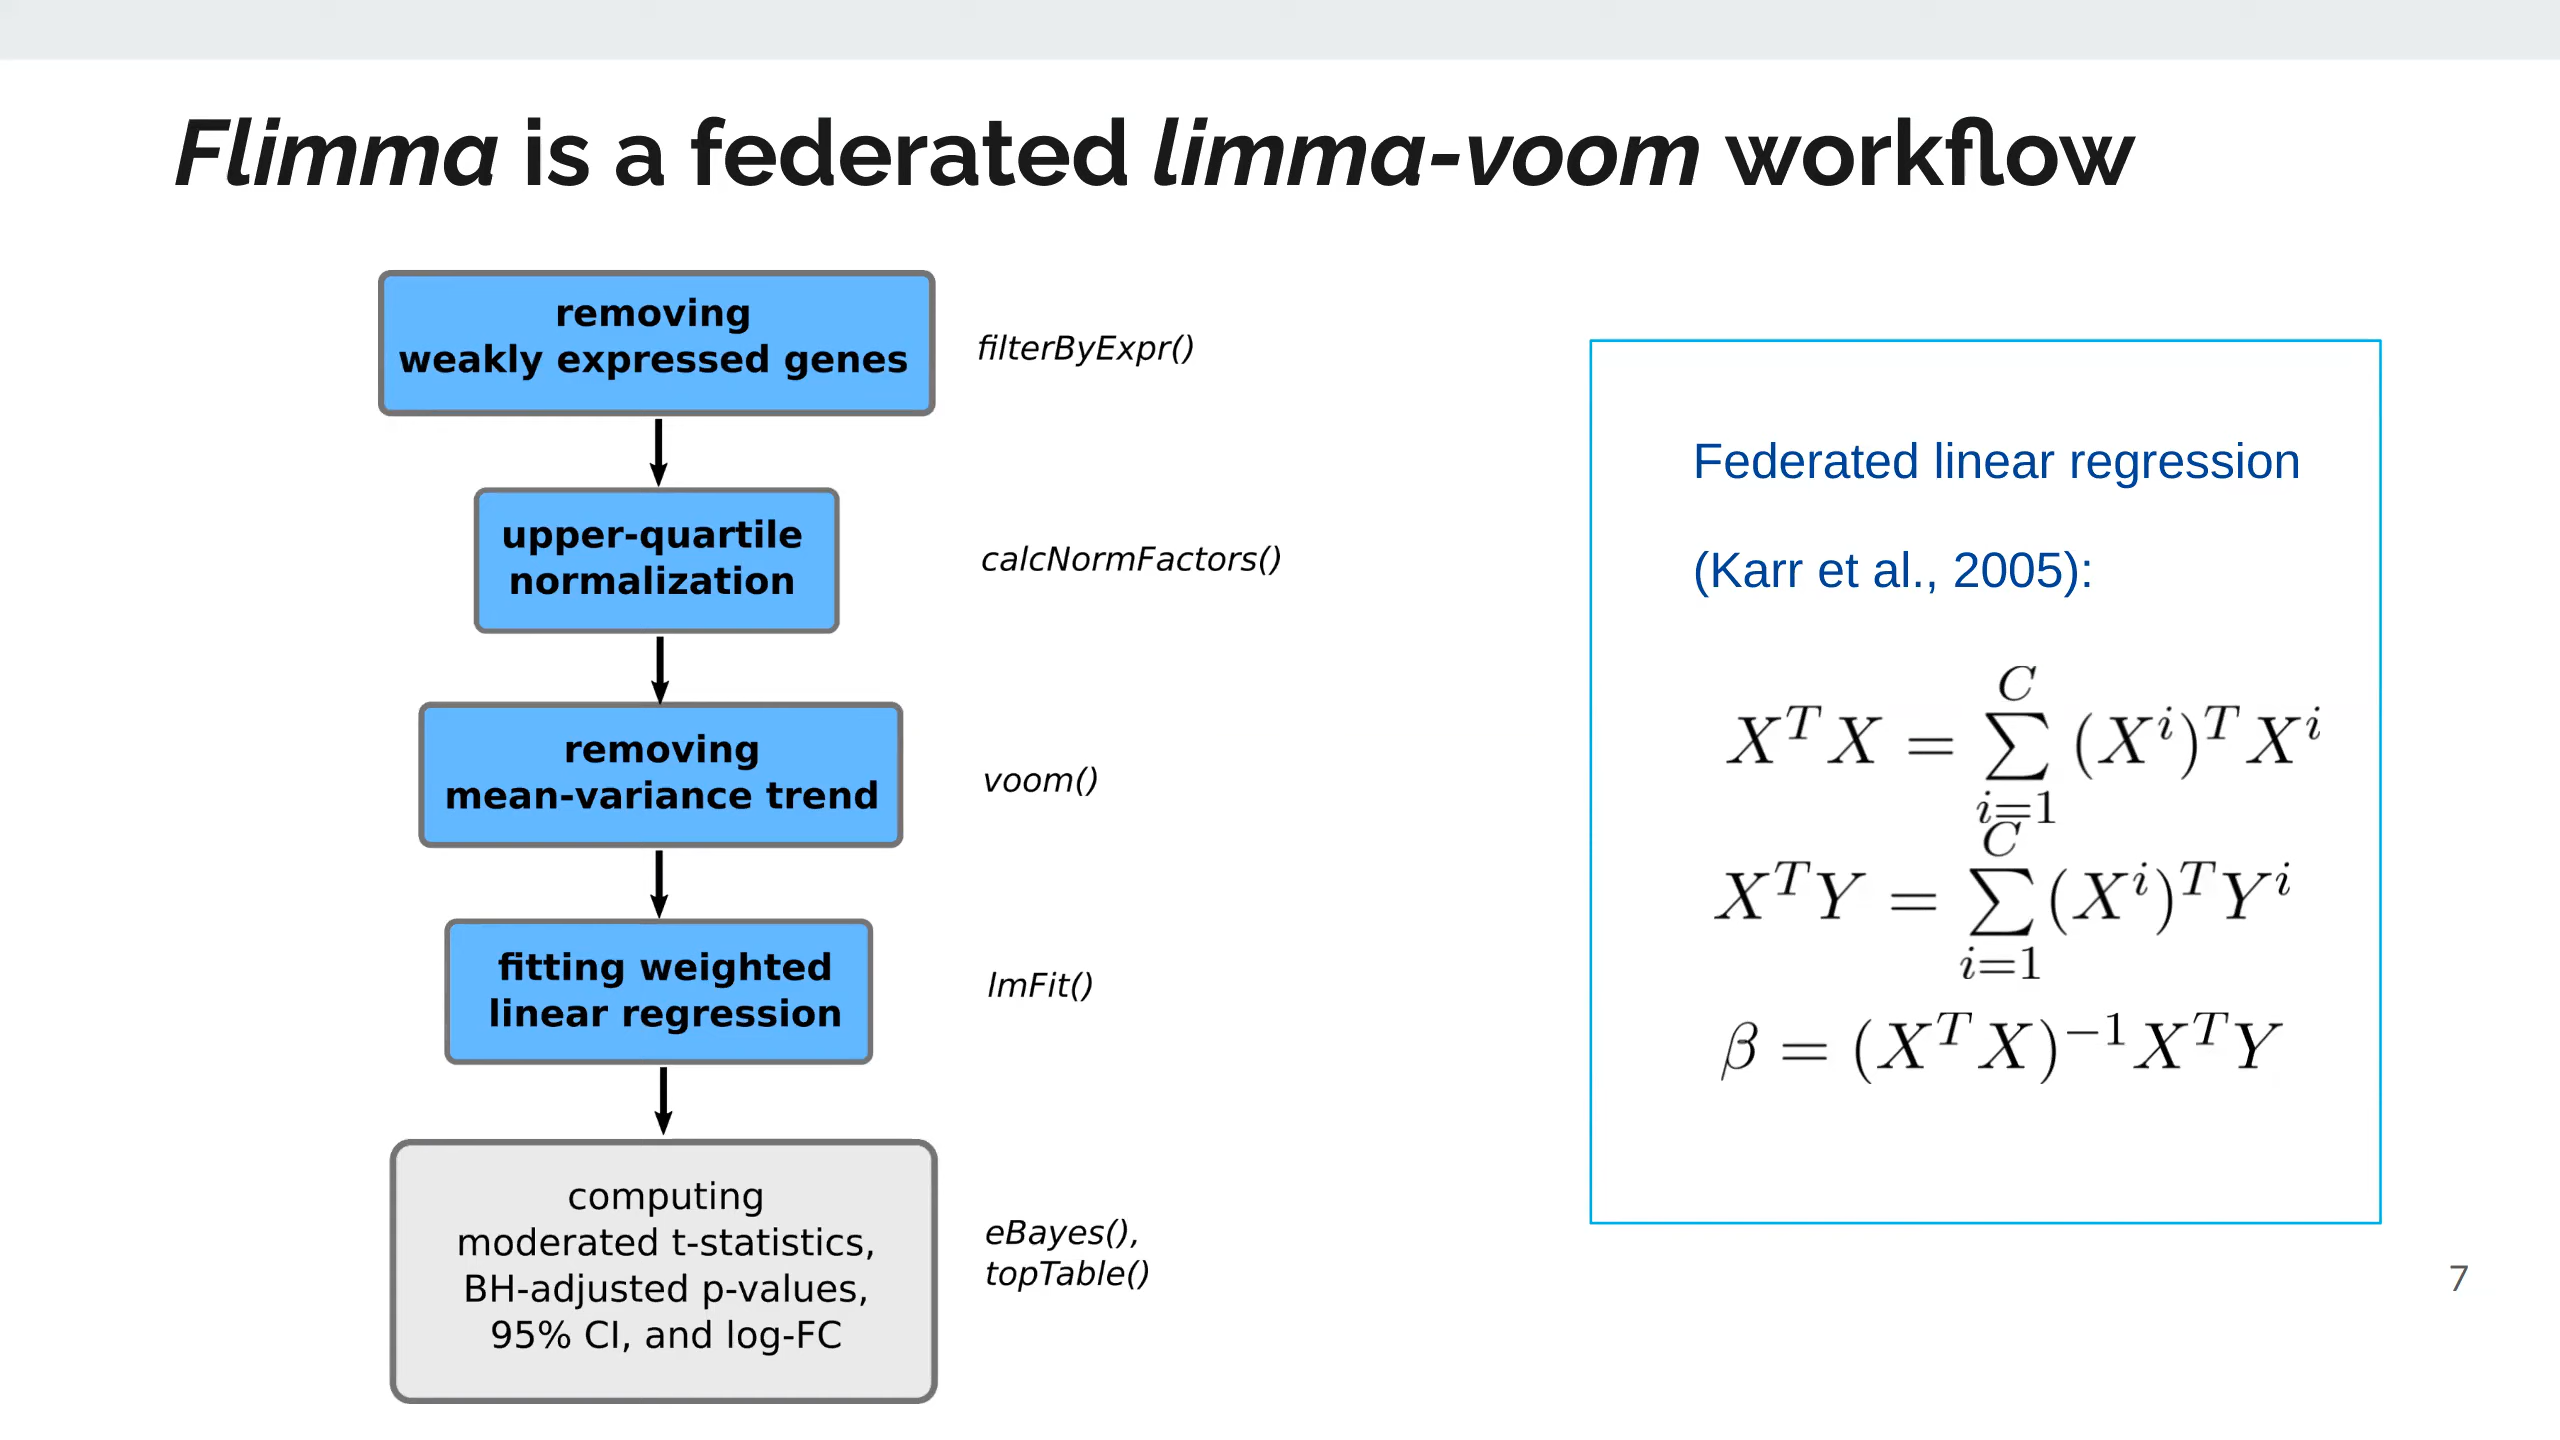 Flimma is a federated limma-voom workflow
removing
weakly expressed genes
filterByExpr()
upper-quartile
normalization
calcNormFactors()
removing
mean-variance trend
voom()
fitting weighted
linear regression
lmFit()
computing
moderated t-statistics,
BH-adjusted p-values,
95% CI, and log-FC
eBayes(),
topTable()
Federated linear regression
(Karr et al., 2005):
$X^T X = \sum_{i=1}^{C} (X^i)^T X^i$
$X^T Y = \sum_{i=1}^{C} (X^i)^T Y^i$
$\beta = (X^T X)^{-1} X^T Y$
7